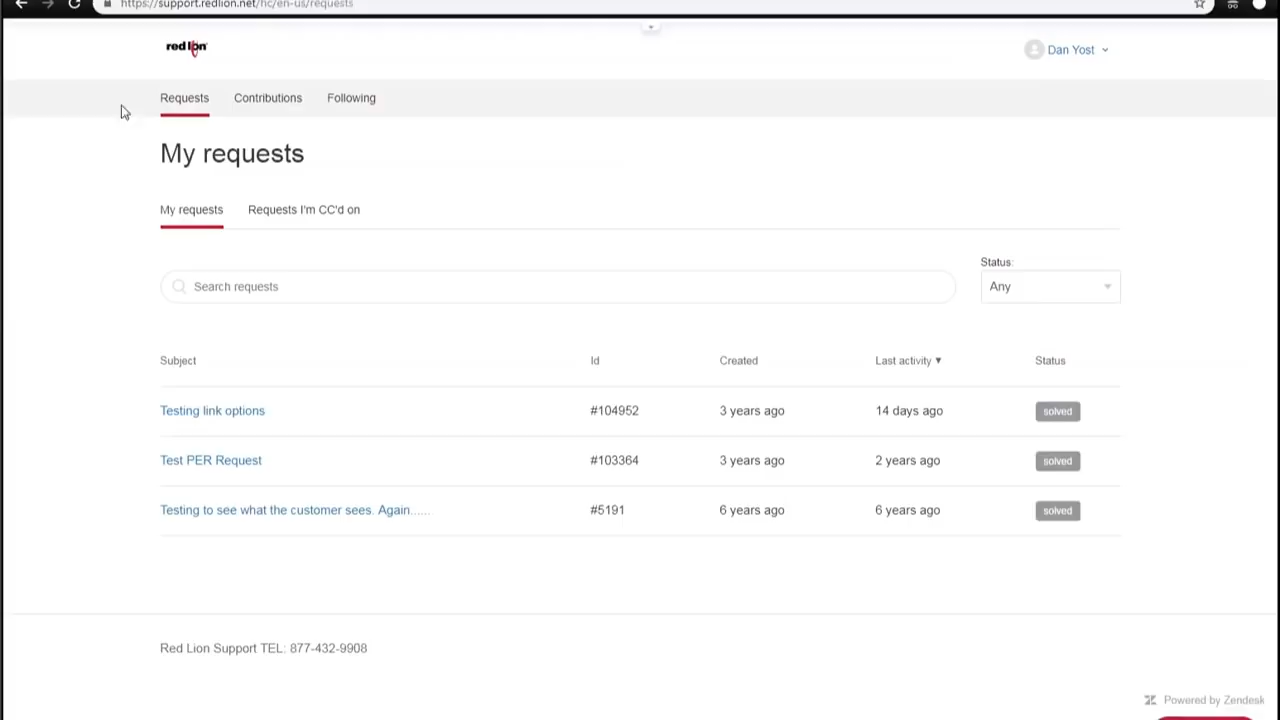 https://support.redlion.net/hc/en-us/requests
red lion
Dan Yost
Requests Contributions Following
My requests
My requests Requests I'm CC'd on
Status:
Search requests Any
Subject Id Created Last activity ▼ Status
Testing link options #104952 3 years ago 14 days ago solved
Test PER Request #103364 3 years ago 2 years ago solved
Testing to see what the customer sees. Again...... #5191 6 years ago 6 years ago solved
Red Lion Support TEL: 877-432-9908
Powered by Zendesk